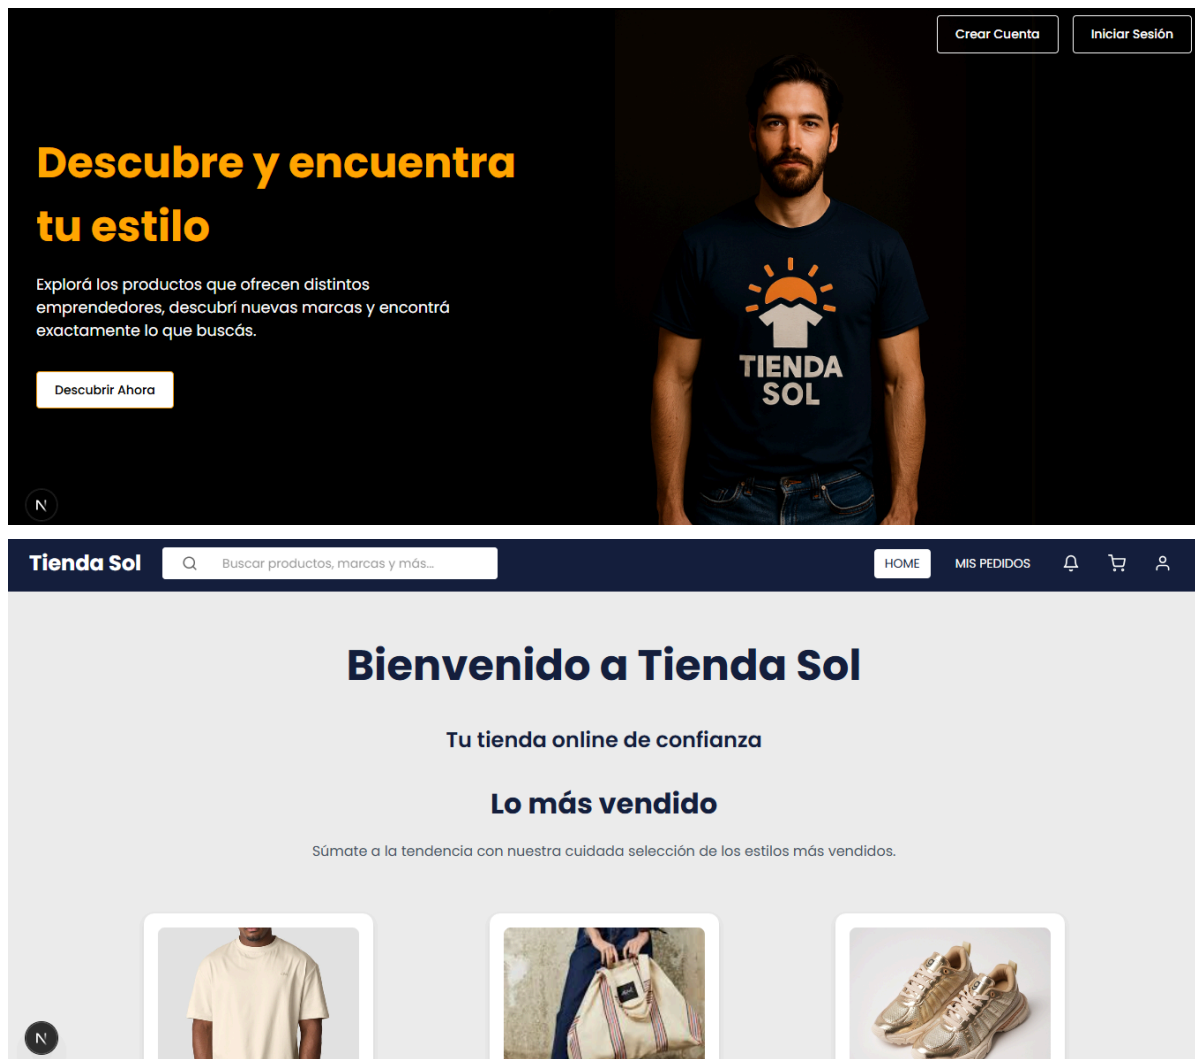 Crear Cuenta
Iniciar Sesión
Descubre y encuentra
tu estilo
Explorá los productos que ofrecen distintos
emprendedores, descubrí nuevas marcas y encontrá
exactamente lo que buscás.
Descubrir Ahora
TIENDA
SOL
N
Tienda Sol
Buscar productos, marcas y más...
HOME
MIS PEDIDOS
Bienvenido a Tienda Sol
Tu tienda online de confianza
Lo más vendido
Súmate a la tendencia con nuestra cuidada selección de los estilos más vendidos.
N